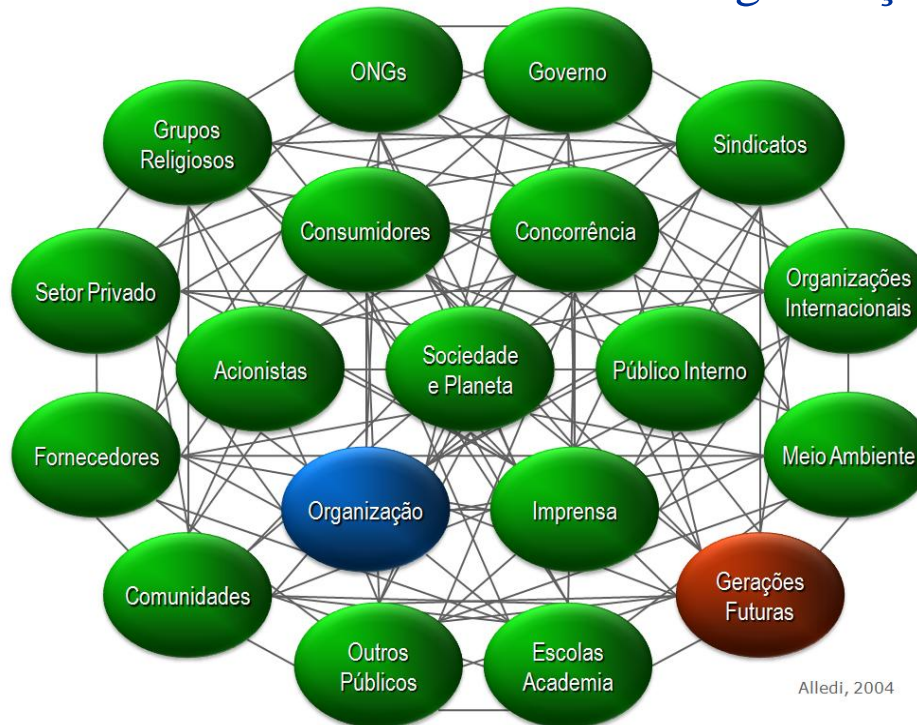 ONGs
Governo
Grupos
Religiosos
Sindicatos
Consumidores
Concorrência
Setor Privado
Organizações
Internacionais
Acionistas
Sociedade
e Planeta
Público Interno
Fornecedores
Meio Ambiente
Organização
Imprensa
Comunidades
Gerações
Futuras
Outros
Públicos
Escolas
Academia
Alledi, 2004